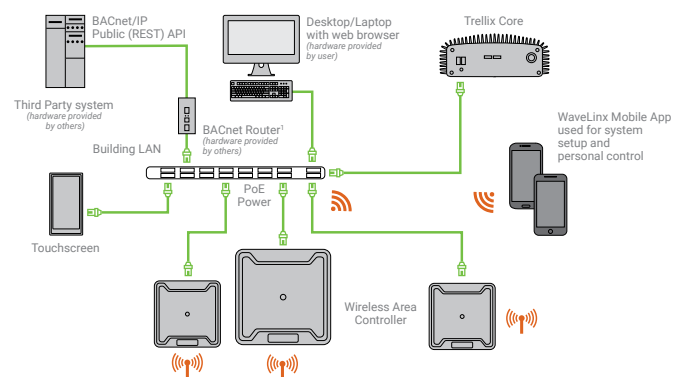 BACnet/IP
Public (REST) API
Desktop/Laptop
with web browser
(hardware provided
by user)
Trellix Core
Third Party system
(hardware provided
by others)
BACnet Router¹
(hardware provided
by others)
Building LAN
WaveLinx Mobile App
used for system
setup and
personal control
PoE
Power
Touchscreen
Wireless Area
Controller